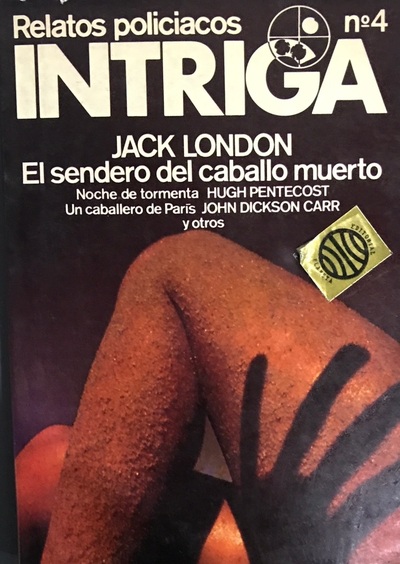 Relatos policiacos nº4
INTRIGA
JACK LONDON
El sendero del caballo muerto
Noche de tormenta HUGH PENTECOST
Un caballero de París JOHN DICKSON CARR
y otros